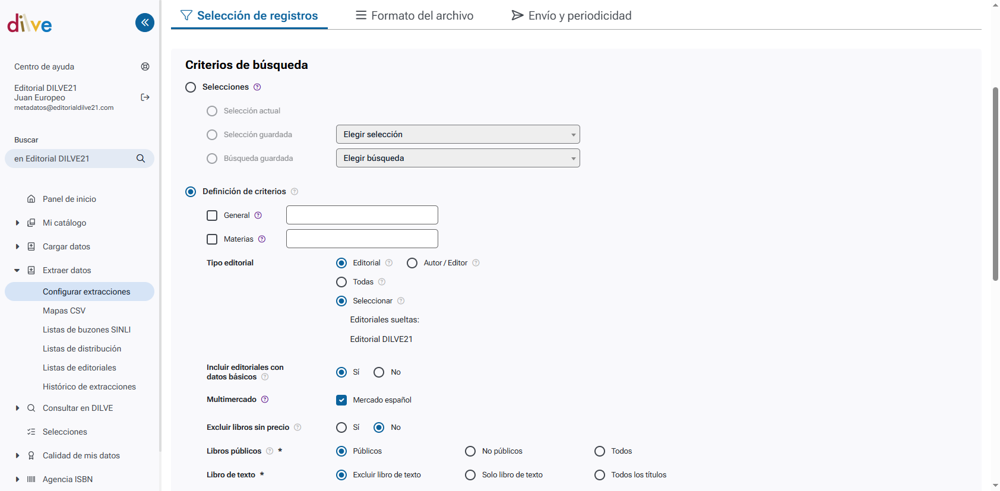 dilve
Centro de ayuda
Editorial DILVE21
Juan Europeo
metadatos@editorialdilve21.com
Buscar
en Editorial DILVE21
Panel de inicio
Mi catálogo
Cargar datos
Extraer datos
Configurar extracciones
Mapas CSV
Listas de buzones SINLI
Listas de distribución
Listas de editoriales
Histórico de extracciones
Consultar en DILVE
Selecciones
Calidad de mis datos
Agencia ISBN
Selección de registros
Formato del archivo
Envío y periodicidad
Criterios de búsqueda
Selecciones ?
Selección actual
Selección guardada Elegir selección
Búsqueda guardada Elegir búsqueda
Definición de criterios ?
General ?
Materias ?
Tipo editorial Editorial ? Autor / Editor ?
Todas ?
Seleccionar ?
Editoriales sueltas:
Editorial DILVE21
Incluir editoriales con
datos básicos ? Sí No
Multimercado ? Mercado español
Excluir libros sin precio ? Sí No
Libros públicos ? * Públicos No públicos Todos
Libro de texto * Excluir libro de texto Solo libro de texto Todos los títulos